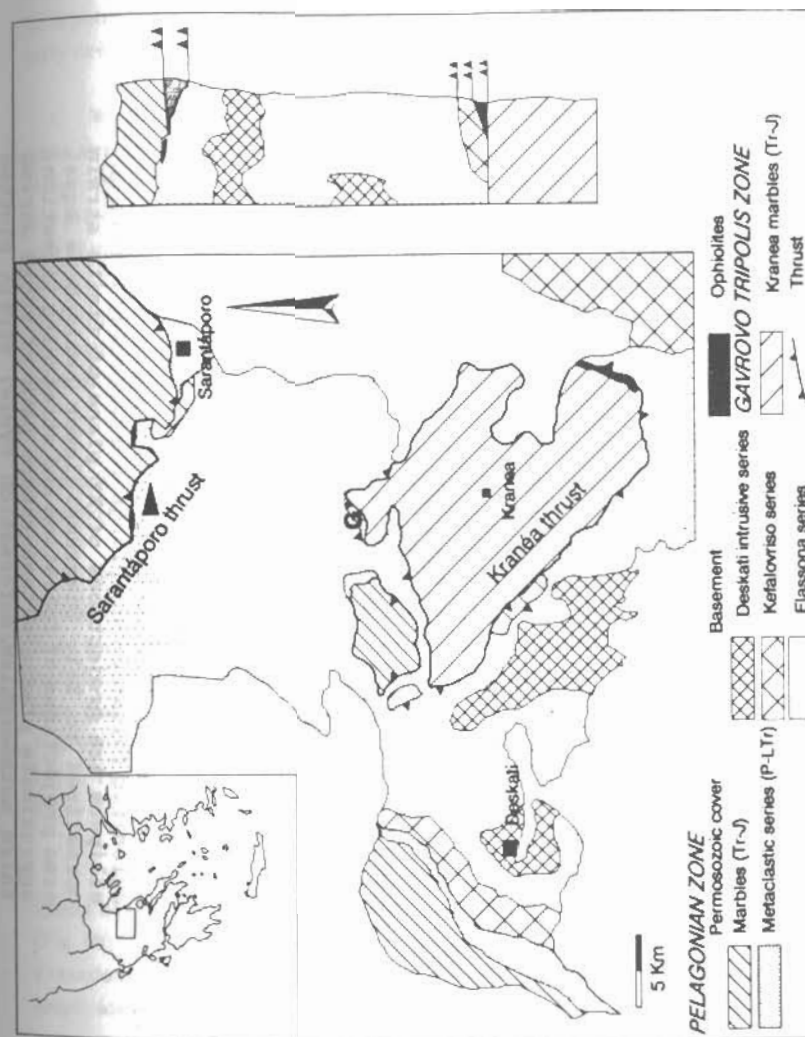 Sarantáporo
Sarantáporo thrust
G
Kranea
Kranéa thrust
Deskati
5 Km
PELAGONIAN ZONE
Permosozoic cover
Marbles (Tr-J)
Metaclastic series (P-LTr)
Basement
Deskati intrusive series
Kefalovriso series
Elassona series
Ophiolites
GAVROVO TRIPOLIS ZONE
Kranea marbles (Tr-J)
Thrust